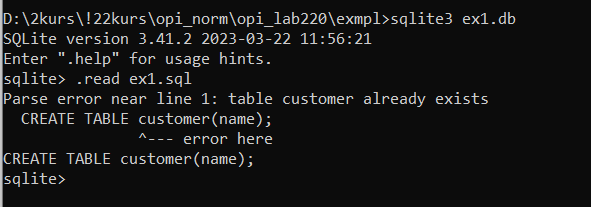 D:\2kurs\!22kurs\opi_norm\opi_lab220\exmpl>sqlite3 ex1.db
SQLite version 3.41.2 2023-03-22 11:56:21
Enter ".help" for usage hints.
sqlite> .read ex1.sql
Parse error near line 1: table customer already exists
  CREATE TABLE customer(name);
               ^--- error here
CREATE TABLE customer(name);
sqlite>